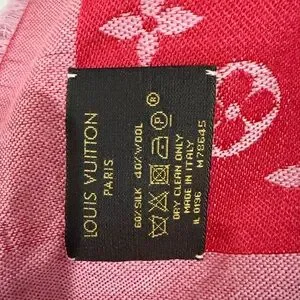 LOUIS VUITTON
PARIS
60%SILK 40%WOOL
DRY CLEAN ONLY
MADE IN ITALY
IL 0196 M78645